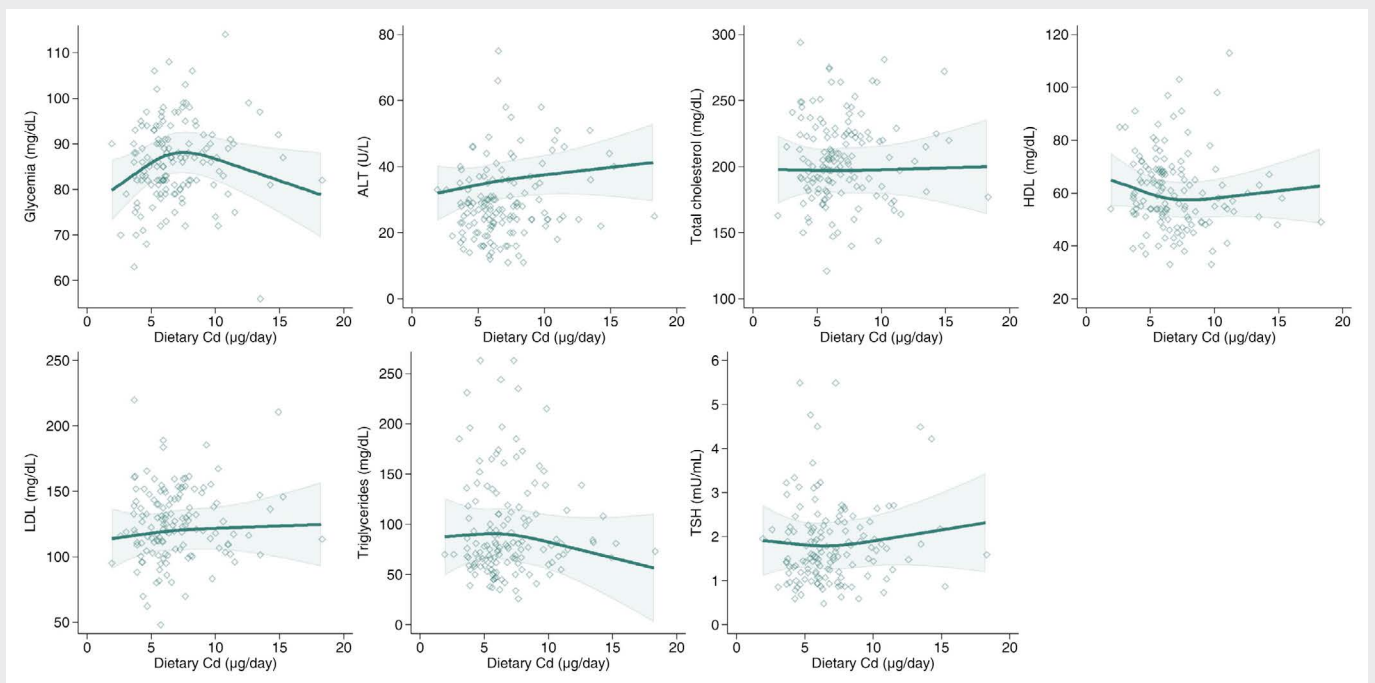 Glycemia (mg/dL)
110
100
90
80
70
60
0 5 10 15 20
Dietary Cd (µg/day)
ALT (U/L)
80
60
40
20
0
0 5 10 15 20
Dietary Cd (µg/day)
Total cholesterol (mg/dL)
300
250
200
150
100
0 5 10 15 20
Dietary Cd (µg/day)
HDL (mg/dL)
120
100
80
60
40
20
0 5 10 15 20
Dietary Cd (µg/day)
LDL (mg/dL)
250
200
150
100
50
0 5 10 15 20
Dietary Cd (µg/day)
Triglycerides (mg/dL)
250
200
150
100
50
0
0 5 10 15 20
Dietary Cd (µg/day)
TSH (mU/mL)
6
5
4
3
2
1
0
0 5 10 15 20
Dietary Cd (µg/day)